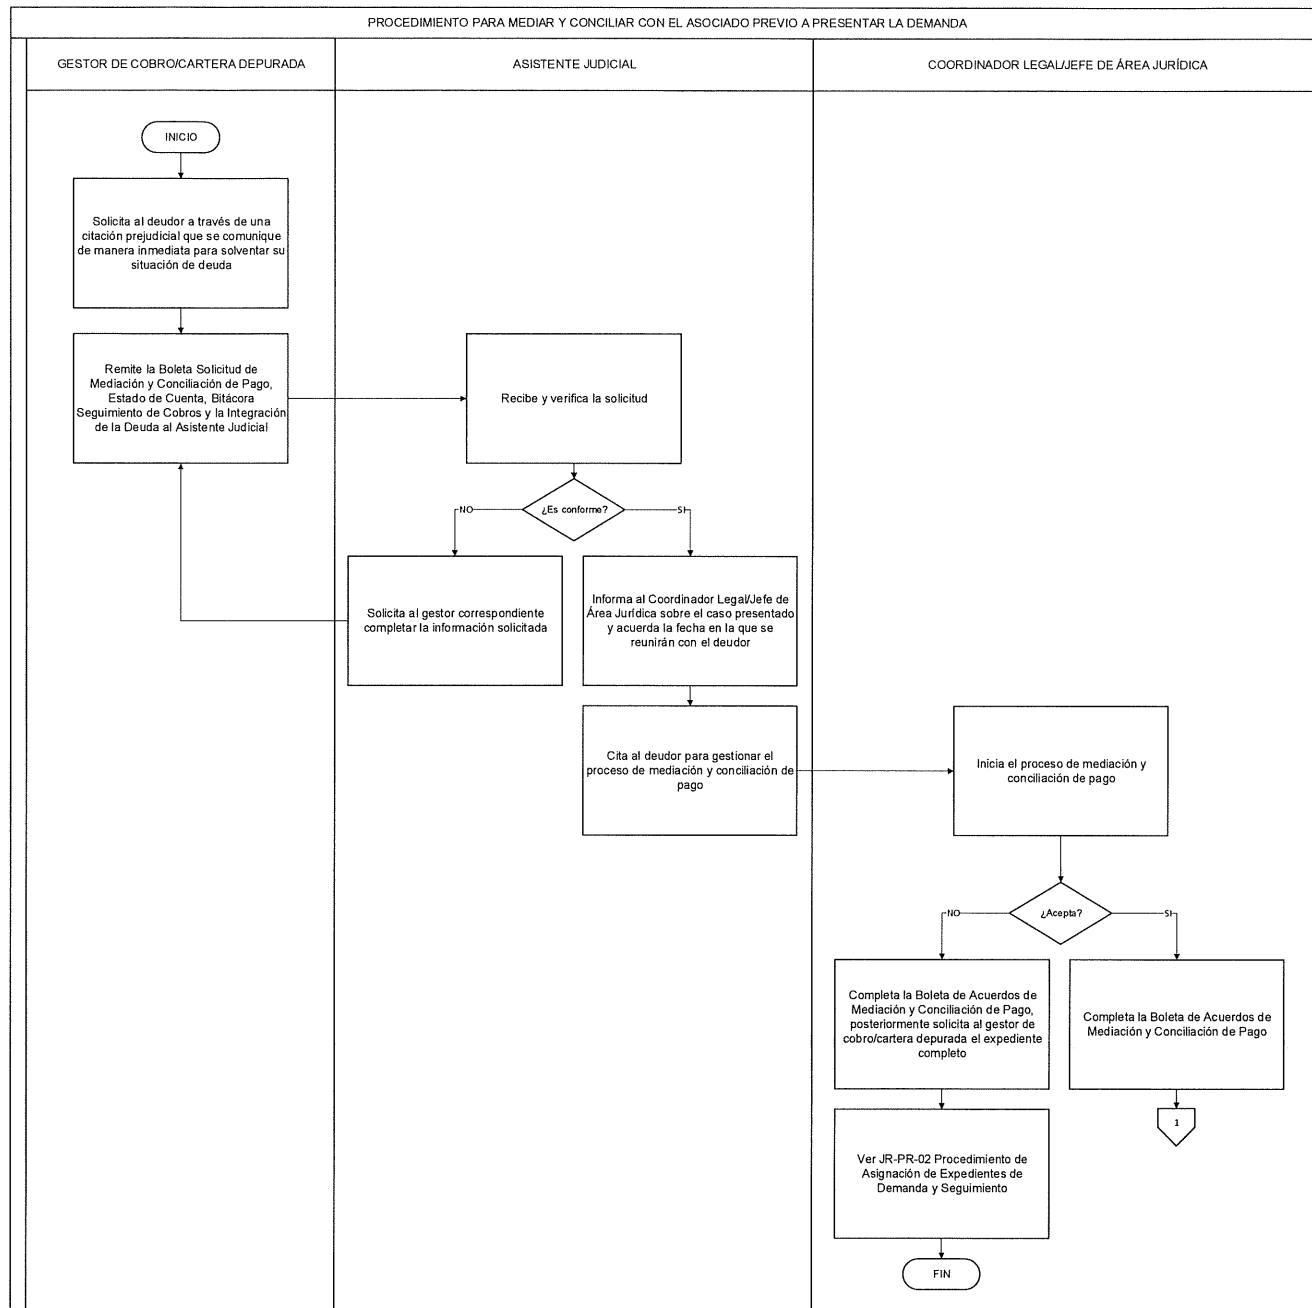 PROCEDIMIENTO PARA MEDIAR Y CONCILIAR CON EL ASOCIADO PREVIO A PRESENTAR LA DEMANDA
GESTOR DE COBRO/CARTERA DEPURADA
ASISTENTE JUDICIAL
COORDINADOR LEGAL/JEFE DE ÁREA JURÍDICA
INICIO
Solicita al deudor a través de una
citación prejudicial que se comunique
de manera inmediata para solventar su
situación de deuda
Remite la Boleta Solicitud de
Mediación y Conciliación de Pago,
Estado de Cuenta, Bitácora
Seguimiento de Cobros y la Integración
de la Deuda al Asistente Judicial
Recibe y verifica la solicitud
¿Es conforme?
NO
SI
Solicita al gestor correspondiente
completar la información solicitada
Informa al Coordinador Legal/Jefe de
Área Jurídica sobre el caso presentado
y acuerda la fecha en la que se
reunirán con el deudor
Cita al deudor para gestionar el
proceso de mediación y conciliación de
pago
Inicia el proceso de mediación y
conciliación de pago
¿Acepta?
NO
SI
Completa la Boleta de Acuerdos de
Mediación y Conciliación de Pago,
posteriormente solicita al gestor de
cobro/cartera depurada el expediente
completo
Completa la Boleta de Acuerdos de
Mediación y Conciliación de Pago
1
Ver JR-PR-02 Procedimiento de
Asignación de Expedientes de
Demanda y Seguimiento
FIN